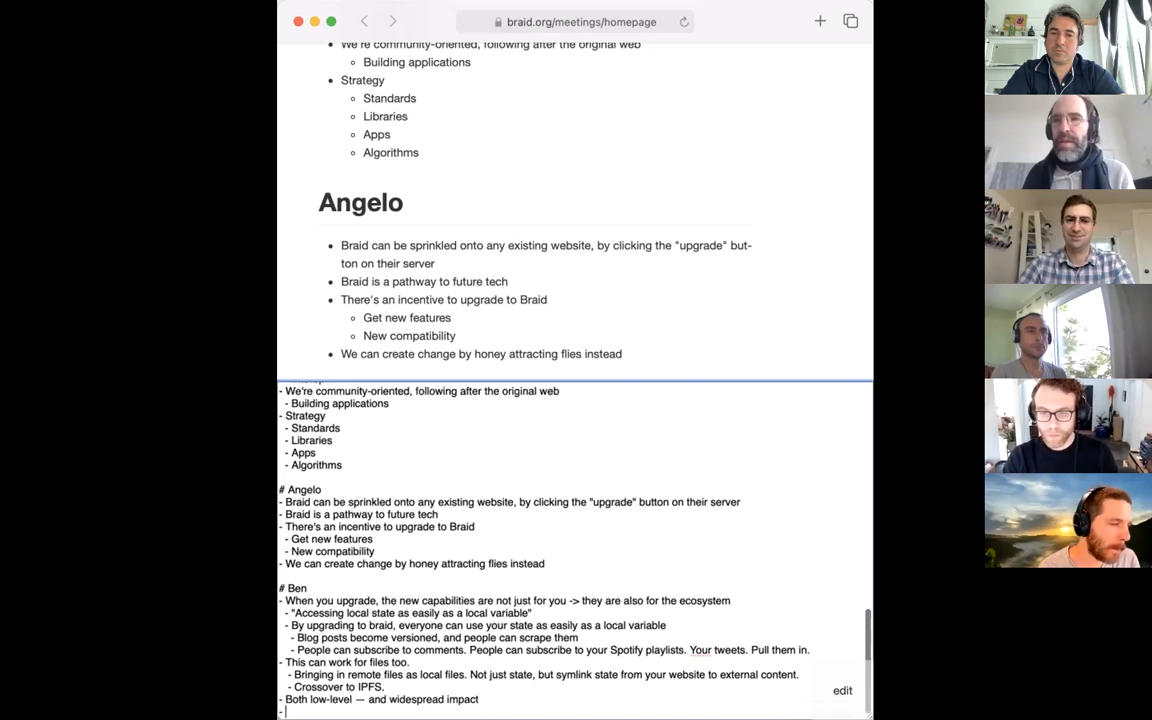 braid.org/meetings/homepage
• We're community-oriented, following after the original web
◦ Building applications
• Strategy
◦ Standards
◦ Libraries
◦ Apps
◦ Algorithms
Angelo
• Braid can be sprinkled onto any existing website, by clicking the "upgrade" but-
ton on their server
• Braid is a pathway to future tech
• There's an incentive to upgrade to Braid
◦ Get new features
◦ New compatibility
• We can create change by honey attracting flies instead
- We're community-oriented, following after the original web
- Building applications
- Strategy
- Standards
- Libraries
- Apps
- Algorithms
# Angelo
- Braid can be sprinkled onto any existing website, by clicking the "upgrade" button on their server
- Braid is a pathway to future tech
- There's an incentive to upgrade to Braid
- Get new features
- New compatibility
- We can create change by honey attracting flies instead
# Ben
- When you upgrade, the new capabilities are not just for you -> they are also for the ecosystem
- "Accessing local state as easily as a local variable"
- By upgrading to braid, everyone can use your state as easily as a local variable
- Blog posts become versioned, and people can scrape them
- People can subscribe to comments. People can subscribe to your Spotify playlists. Your tweets. Pull them in.
- This can work for files too.
- Bringing in remote files as local files. Not just state, but symlink state from your website to external content.
- Crossover to IPFS.
- Both low-level — and widespread impact
-
edit